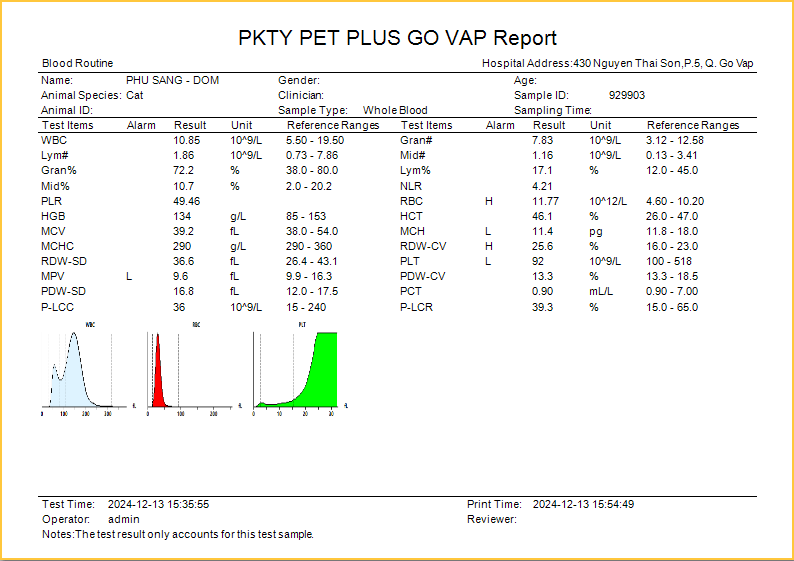 PKTY PET PLUS GO VAP Report
Blood Routine Hospital Address:430 Nguyen Thai Son,P.5, Q. Go Vap
Name: PHU SANG - DOM Gender: Age:
Animal Species: Cat Clinician: Sample ID: 929903
Animal ID: Sample Type: Whole Blood Sampling Time:
Test Items Alarm Result Unit Reference Ranges Test Items Alarm Result Unit Reference Ranges
WBC 10.85 10^9/L 5.50 - 19.50 Gran# 7.83 10^9/L 3.12 - 12.58
Lym# 1.86 10^9/L 0.73 - 7.86 Mid# 1.16 10^9/L 0.13 - 3.41
Gran% 72.2 % 38.0 - 80.0 Lym% 17.1 % 12.0 - 45.0
Mid% 10.7 % 2.0 - 20.2 NLR 4.21
PLR 49.46 RBC H 11.77 10^12/L 4.60 - 10.20
HGB 134 g/L 85 - 153 HCT 46.1 % 26.0 - 47.0
MCV 39.2 fL 38.0 - 54.0 MCH L 11.4 pg 11.8 - 18.0
MCHC 290 g/L 290 - 360 RDW-CV H 25.6 % 16.0 - 23.0
RDW-SD 36.6 fL 26.4 - 43.1 PLT L 92 10^9/L 100 - 518
MPV L 9.6 fL 9.9 - 16.3 PDW-CV 13.3 % 13.3 - 18.5
PDW-SD 16.8 fL 12.0 - 17.5 PCT 0.90 mL/L 0.90 - 7.00
P-LCC 36 10^9/L 15 - 240 P-LCR 39.3 % 15.0 - 65.0
WBC RBC PLT
0 100 200 300 fL 0 100 200 fL 0 10 20 30 fL
Test Time: 2024-12-13 15:35:55 Print Time: 2024-12-13 15:54:49
Operator: admin Reviewer:
Notes:The test result only accounts for this test sample.